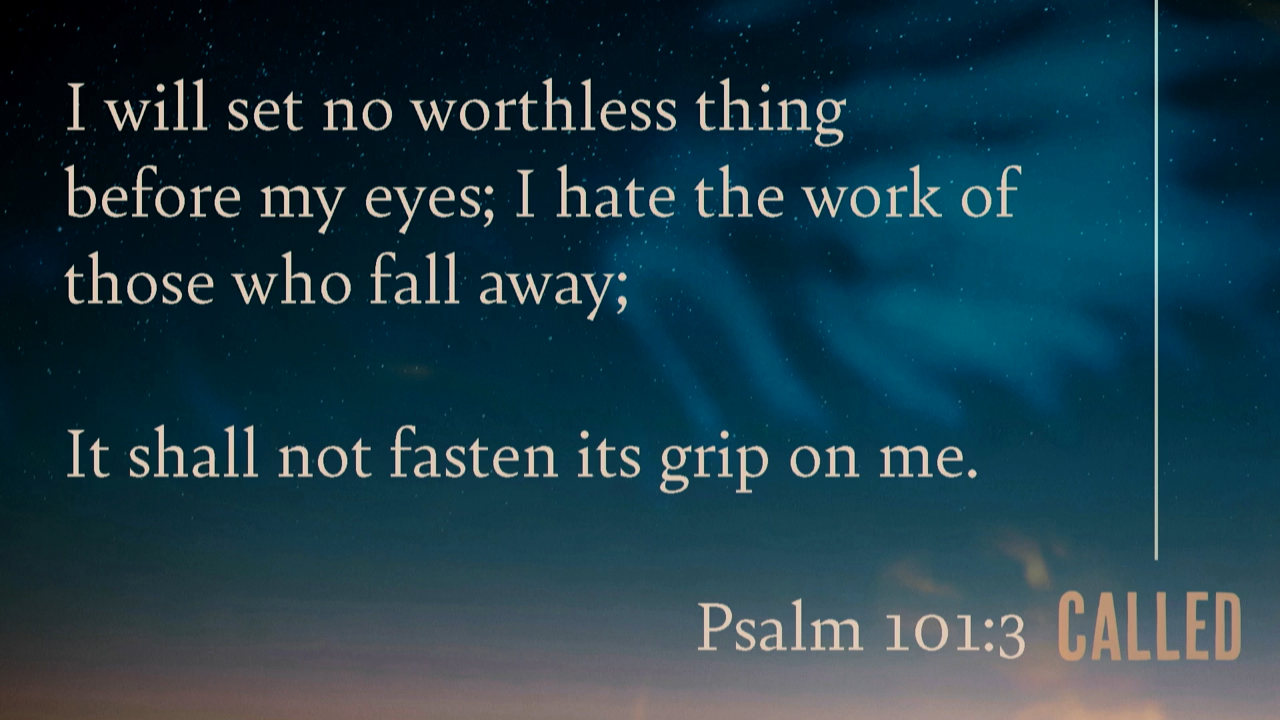 I will set no worthless thing
before my eyes; I hate the work of
those who fall away;
It shall not fasten its grip on me.
Psalm 101:3
CALLED